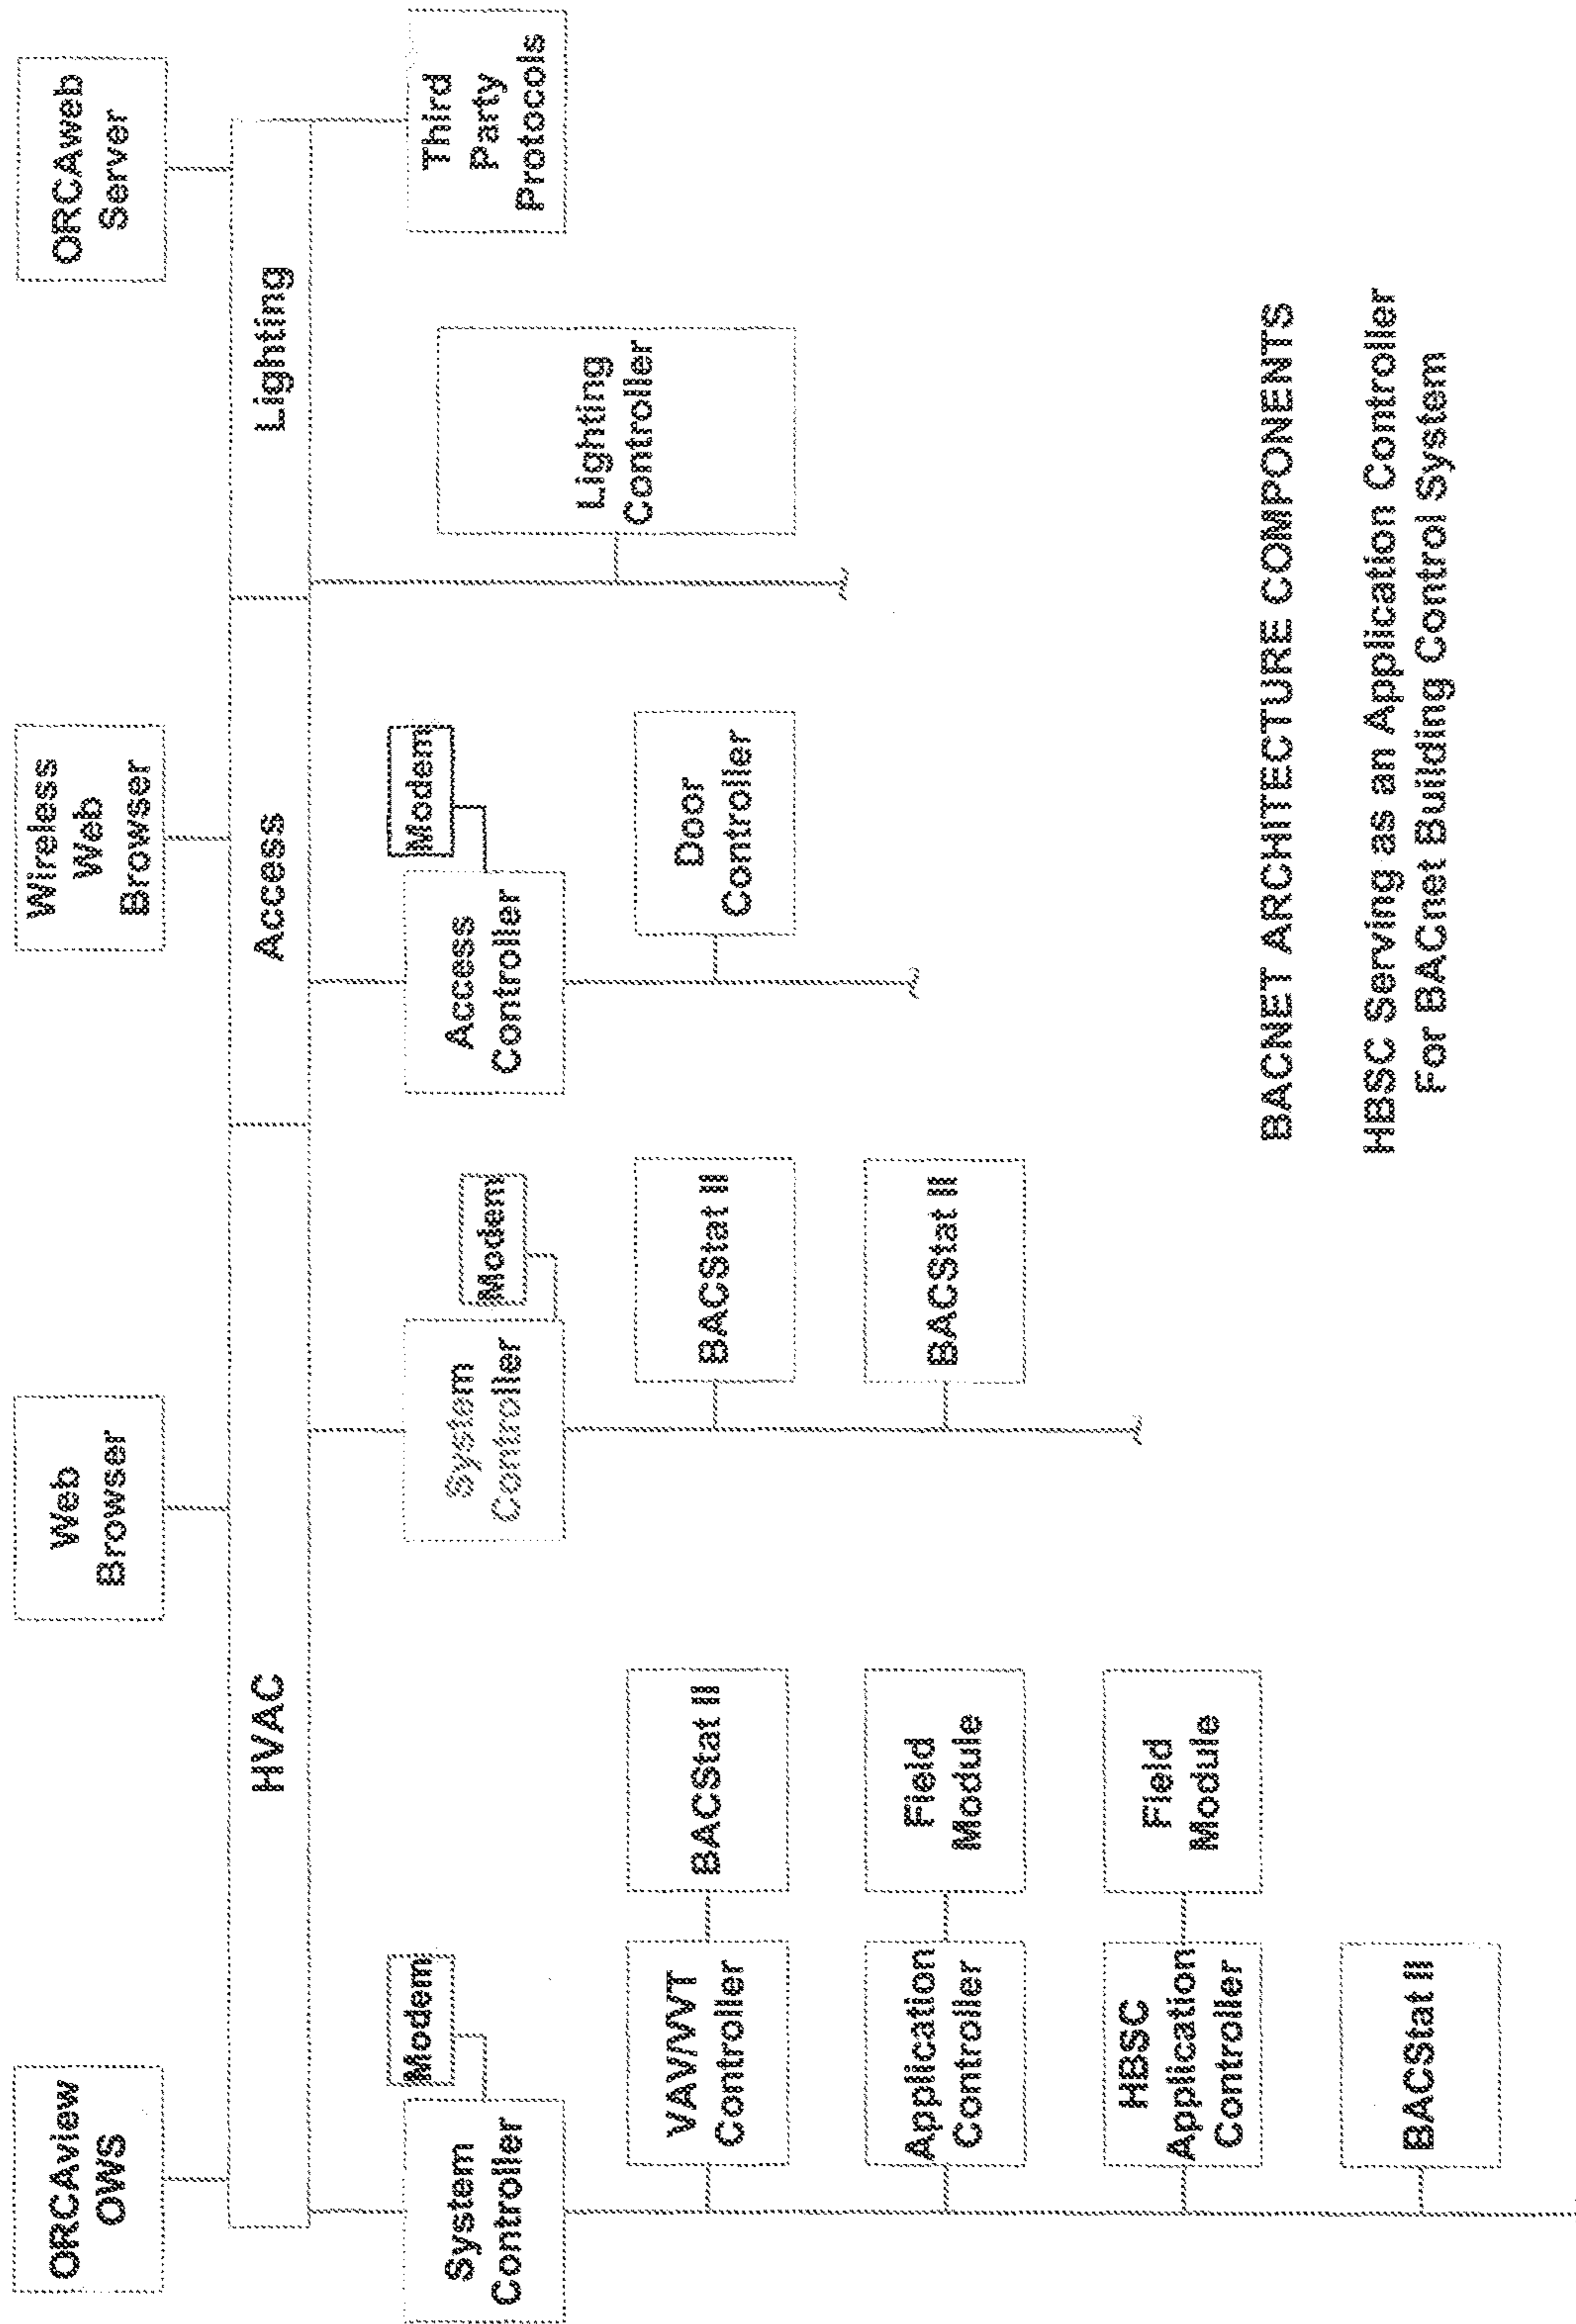 ORCAview
OWS
Web
Browser
Wireless
Web
Browser
ORCAweb
Server
HVAC
Access
Lighting
System
Controller
Modem
System
Controller
Modem
Access
Controller
Modem
Third
Party
Protocols
VAV/VVT
Controller
BACStat II
BACStat II
Door
Controller
Lighting
Controller
Application
Controller
Field
Module
BACStat II
HBSC
Application
Controller
Field
Module
BACStat II
BACNET ARCHITECTURE COMPONENTS
HBSC Serving as an Application Controller
For BACnet Building Control System